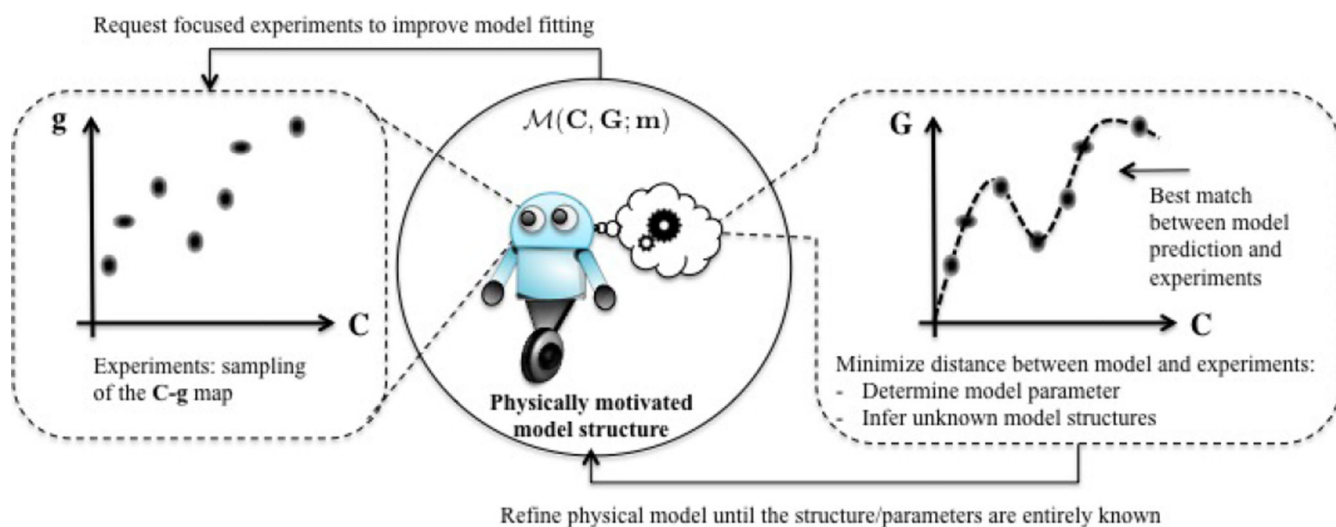 Request focused experiments to improve model fitting
g
C
Experiments: sampling
of the C-g map
M(C, G; m)
Physically motivated
model structure
G
C
Best match
between model
prediction and
experiments
Minimize distance between model and experiments:
- Determine model parameter
- Infer unknown model structures
Refine physical model until the structure/parameters are entirely known